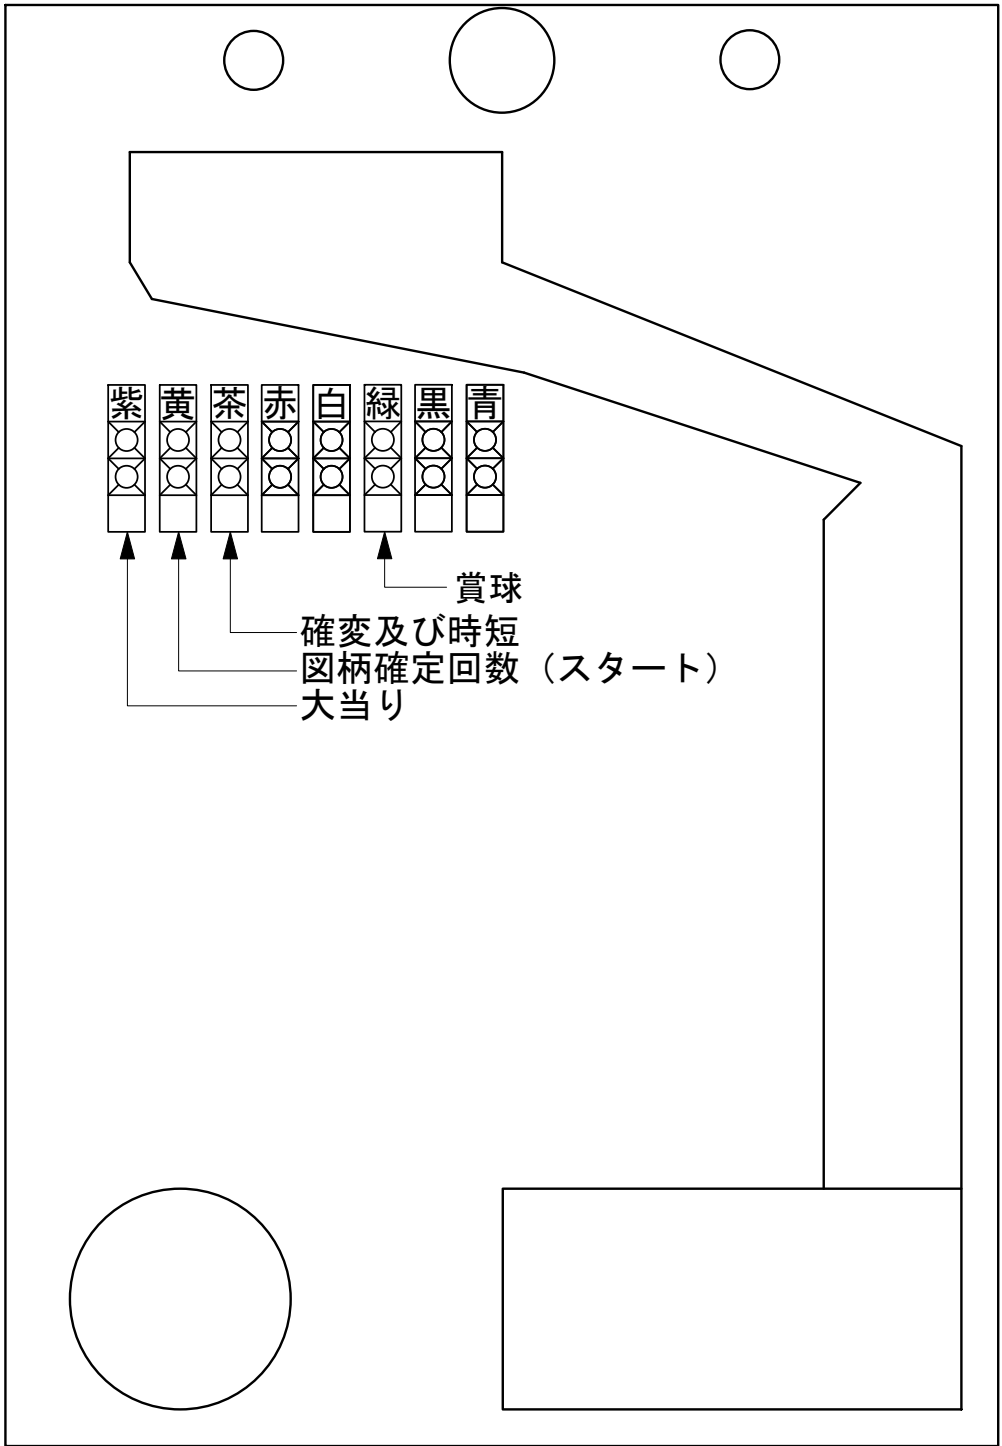 紫 黄 茶 赤 白 緑 黒 青
賞球
確変及び時短
図柄確定回数（スタート）
大当り